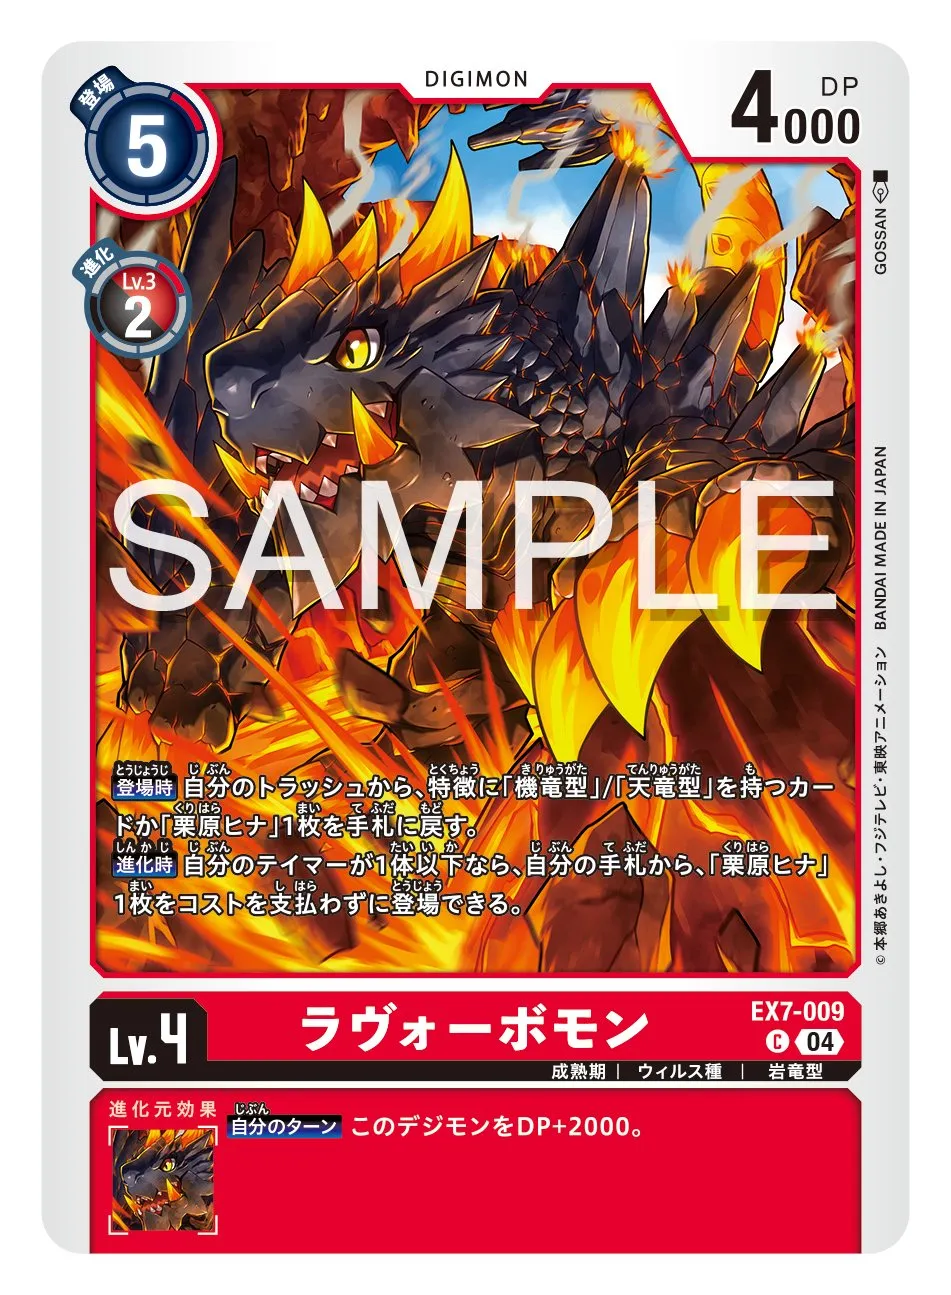 DIGIMON
登場
5
DP
4000
進化
Lv.3
2
GOSSAN
BANDAI MADE IN JAPAN
©本郷あきよし・フジテレビ・東映アニメーション
SAMPLE
登場時 自分のトラッシュから、特徴に「機竜型」/「天竜型」を持つカー
ドか「栗原ヒナ」1枚を手札に戻す。
進化時 自分のテイマーが1体以下なら、自分の手札から、「栗原ヒナ」
1枚をコストを支払わずに登場できる。
Lv.4
ラヴォーボモン
EX7-009
C 04
成熟期 | ウィルス種 | 岩竜型
進化元効果
自分のターン このデジモンをDP+2000。